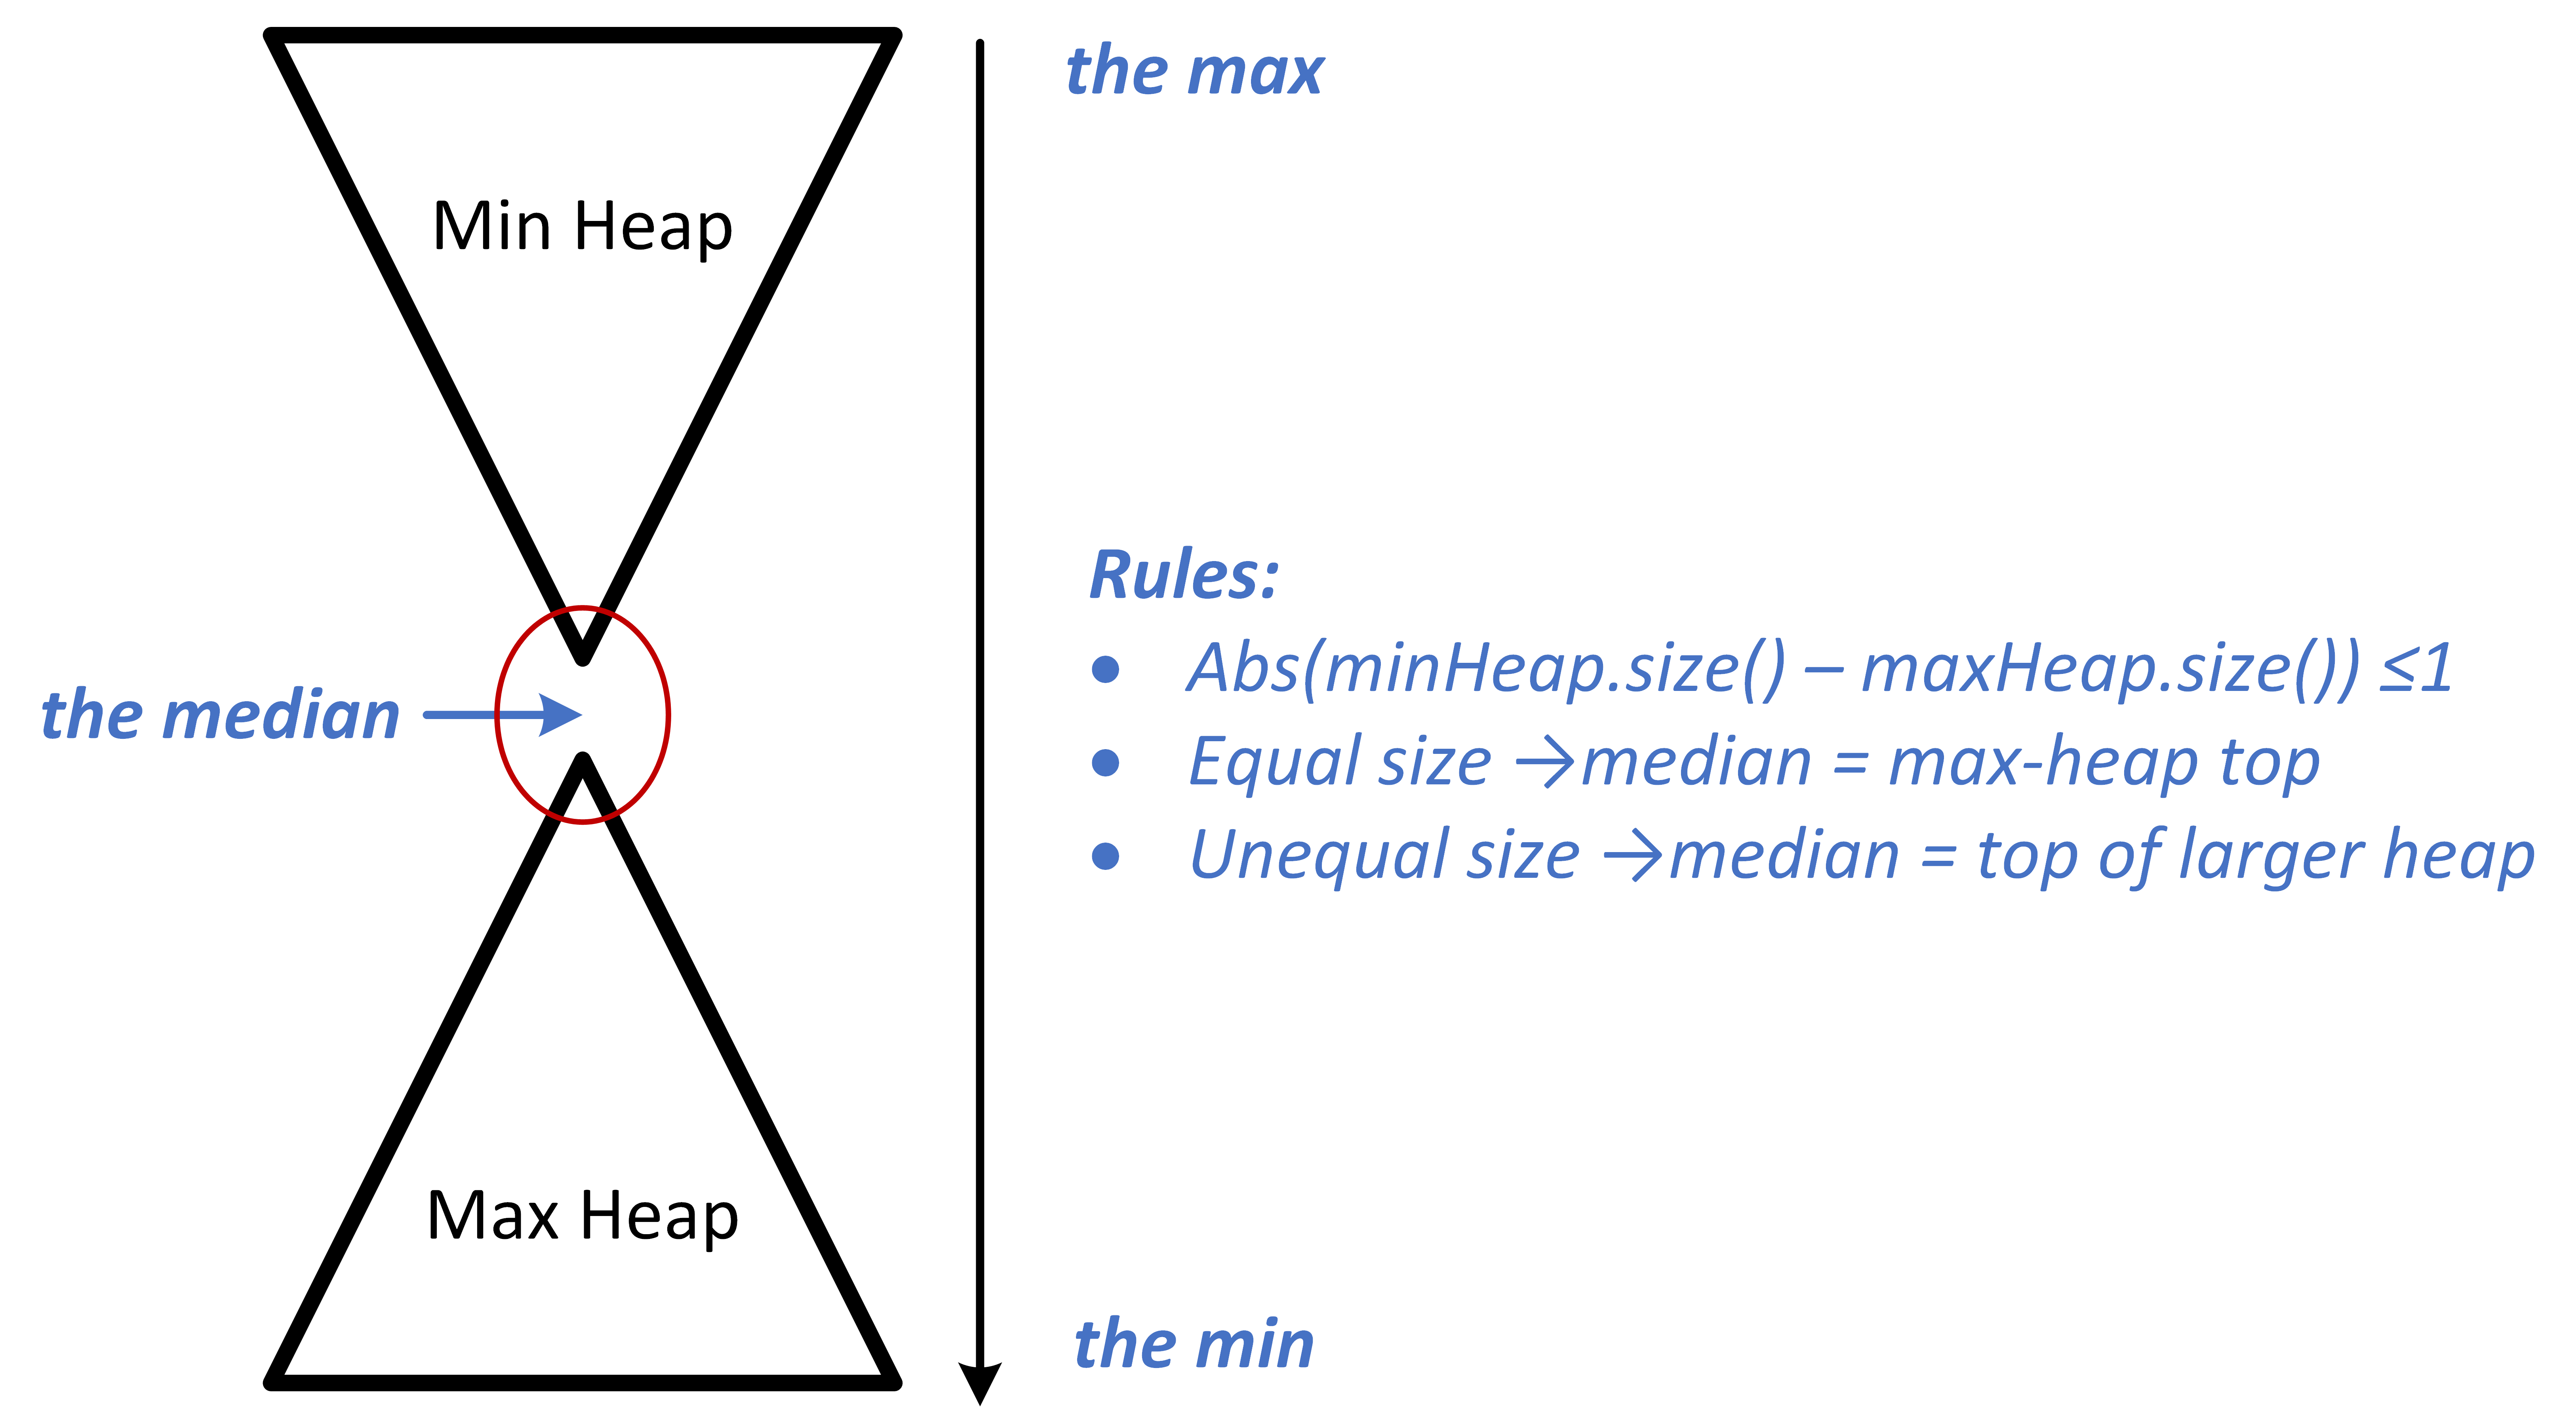 the max
Min Heap
Rules:
● Abs(minHeap.size() – maxHeap.size()) ≤1
the median
● Equal size →median = max-heap top
● Unequal size →median = top of larger heap
Max Heap
the min